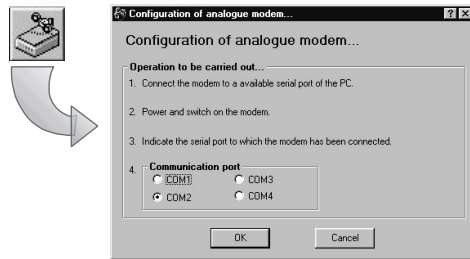 Configuration of analogue modem...
Configuration of analogue modem...
Operation to be carried out...
1. Connect the modem to a available serial port of the PC.
2. Power and switch on the modem.
3. Indicate the serial port to which the modem has been connected.
4. Communication port
COM1 COM3
COM2 COM4
OK Cancel